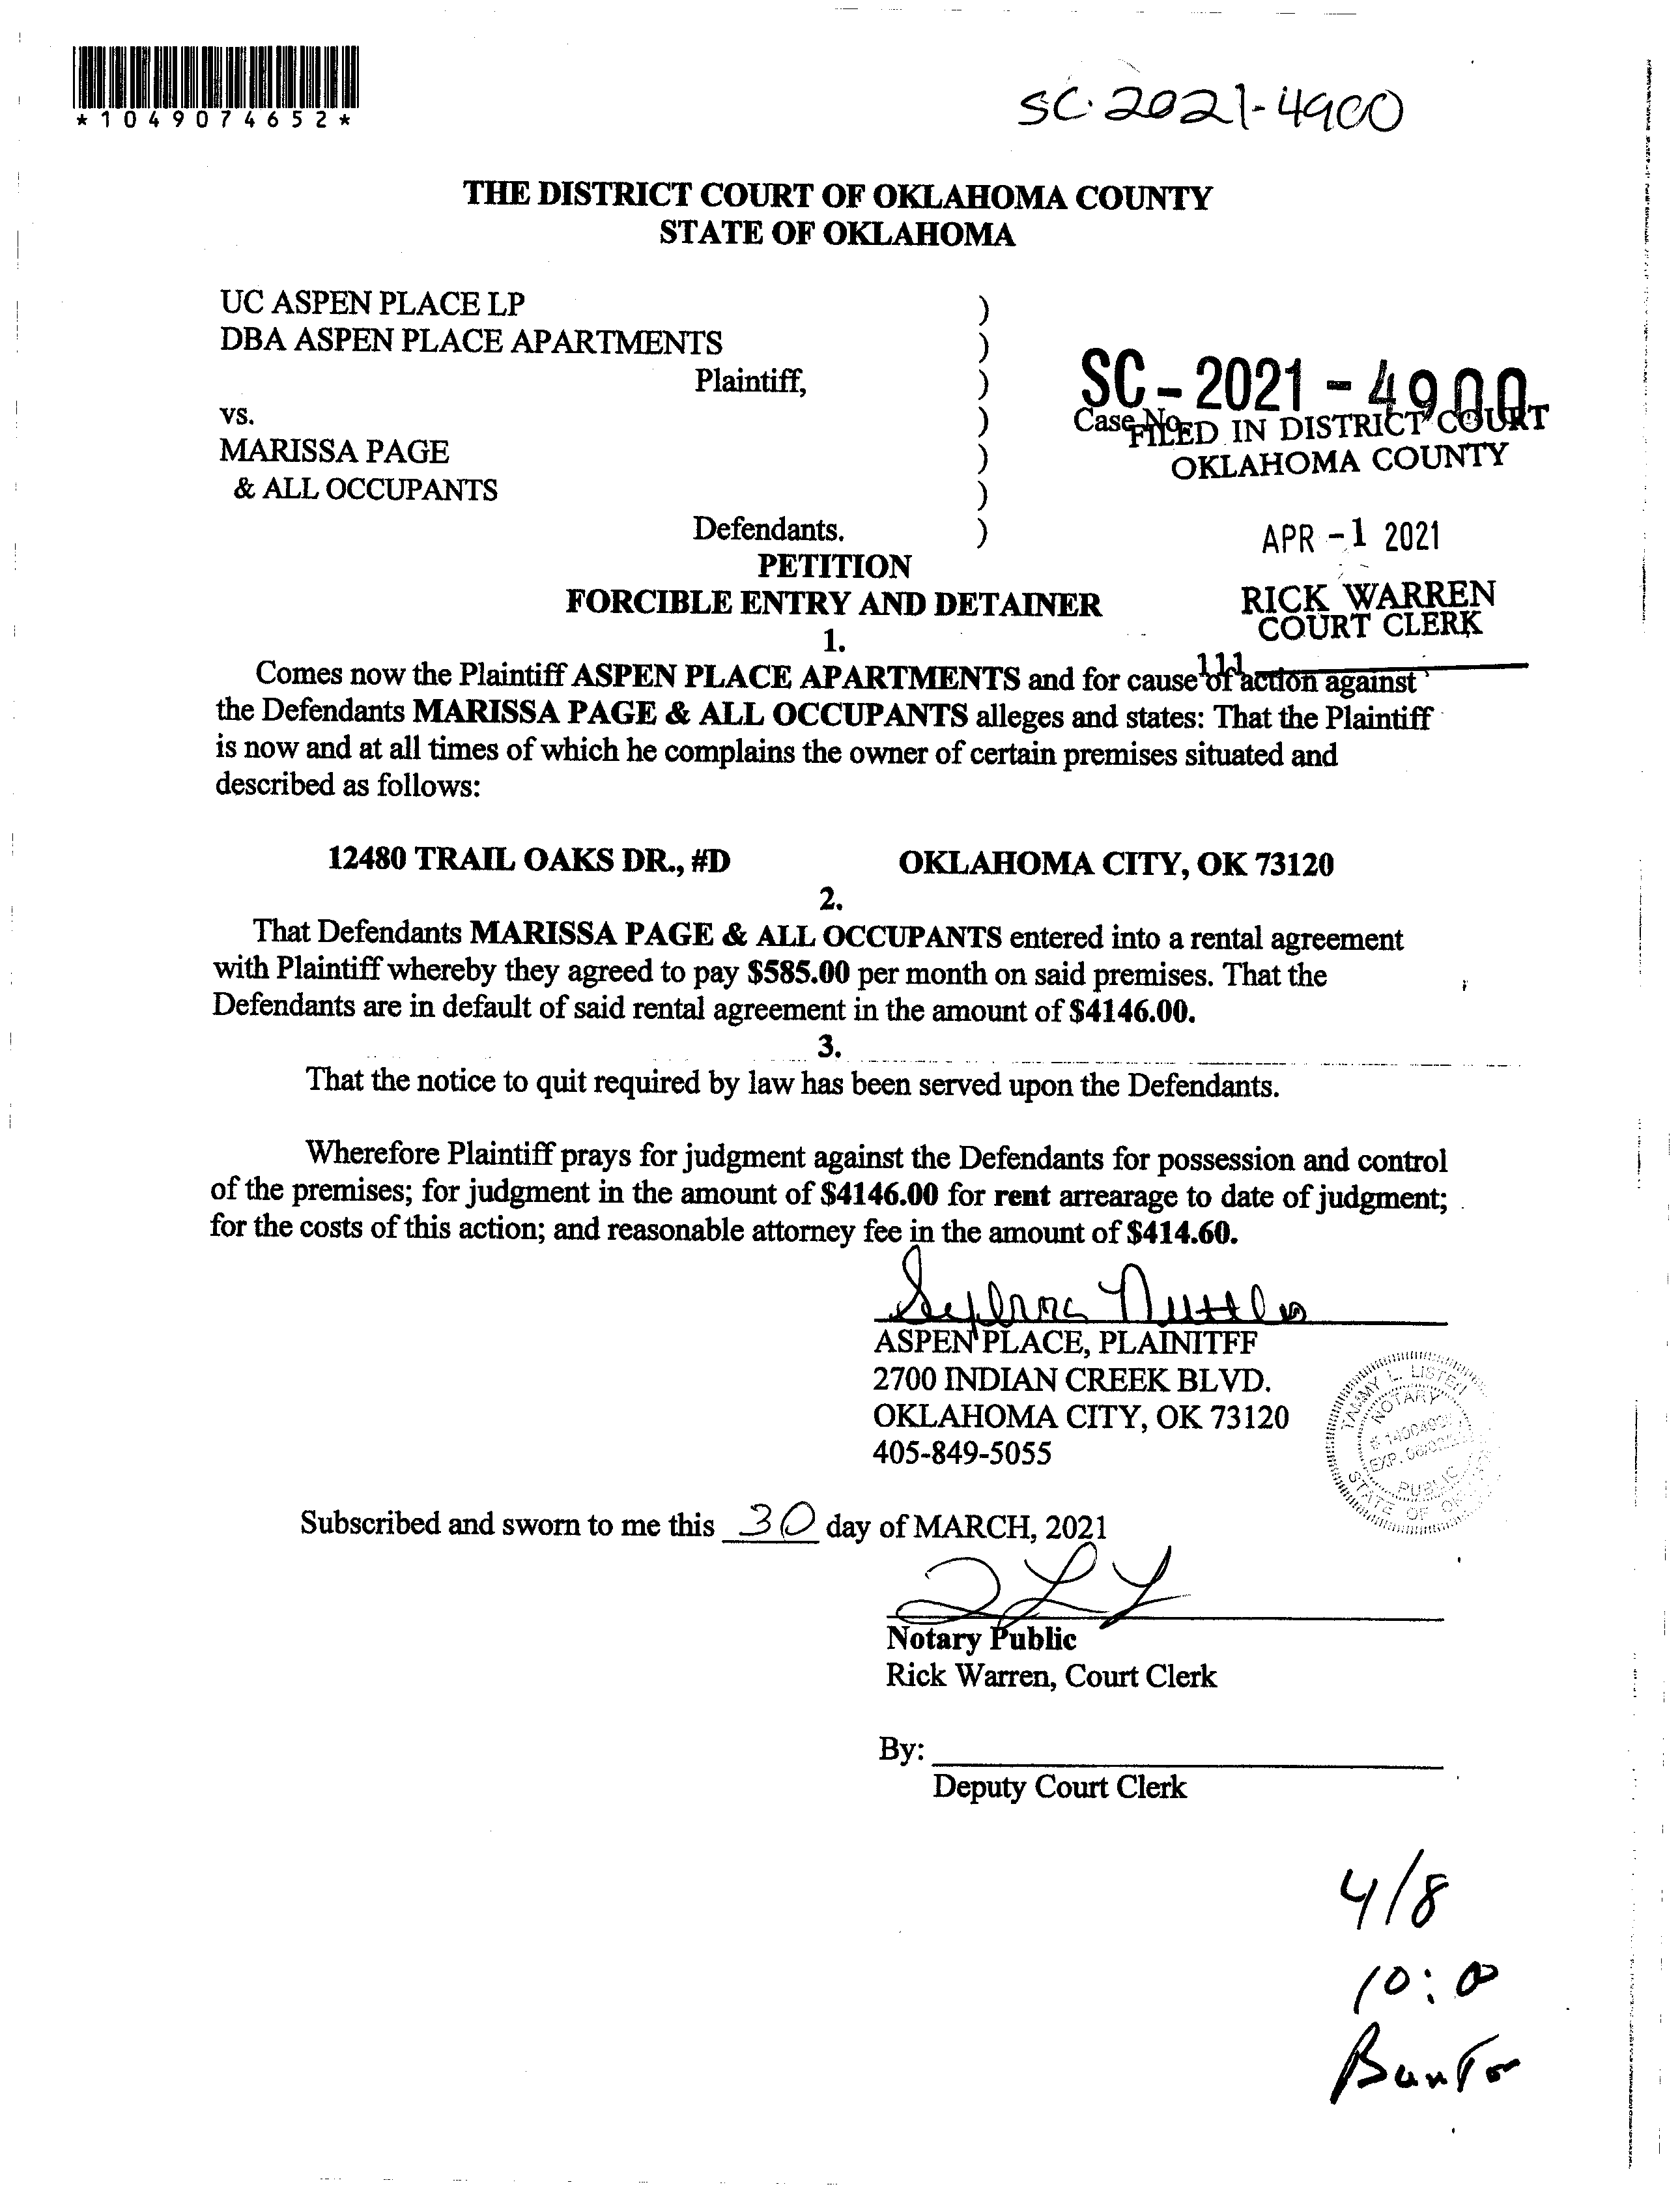 *1049074652*
SC-2021-4900
THE DISTRICT COURT OF OKLAHOMA COUNTY
STATE OF OKLAHOMA
UC ASPEN PLACE LP )
DBA ASPEN PLACE APARTMENTS )
Plaintiff, )
SC-2021-4900
vs. )
Case No.
FILED IN DISTRICT COURT
MARISSA PAGE )
OKLAHOMA COUNTY
& ALL OCCUPANTS )
Defendants. )
APR -1 2021
PETITION
FORCIBLE ENTRY AND DETAINER
RICK WARREN
COURT CLERK
1.
111
Comes now the Plaintiff ASPEN PLACE APARTMENTS and for cause of action against
the Defendants MARISSA PAGE & ALL OCCUPANTS alleges and states: That the Plaintiff
is now and at all times of which he complains the owner of certain premises situated and
described as follows:
12480 TRAIL OAKS DR., #D OKLAHOMA CITY, OK 73120
2.
That Defendants MARISSA PAGE & ALL OCCUPANTS entered into a rental agreement
with Plaintiff whereby they agreed to pay $585.00 per month on said premises. That the
Defendants are in default of said rental agreement in the amount of $4146.00.
3.
That the notice to quit required by law has been served upon the Defendants.
Wherefore Plaintiff prays for judgment against the Defendants for possession and control
of the premises; for judgment in the amount of $4146.00 for rent arrearage to date of judgment;
for the costs of this action; and reasonable attorney fee in the amount of $414.60.
ASPEN PLACE, PLAINITFF
2700 INDIAN CREEK BLVD.
OKLAHOMA CITY, OK 73120
405-849-5055
TAMMY L. LISTEN
NOTARY
EXP.
PUBLIC
STATE OF
Subscribed and sworn to me this 30 day of MARCH, 2021
Notary Public
Rick Warren, Court Clerk
By:
Deputy Court Clerk
4/8
10:00